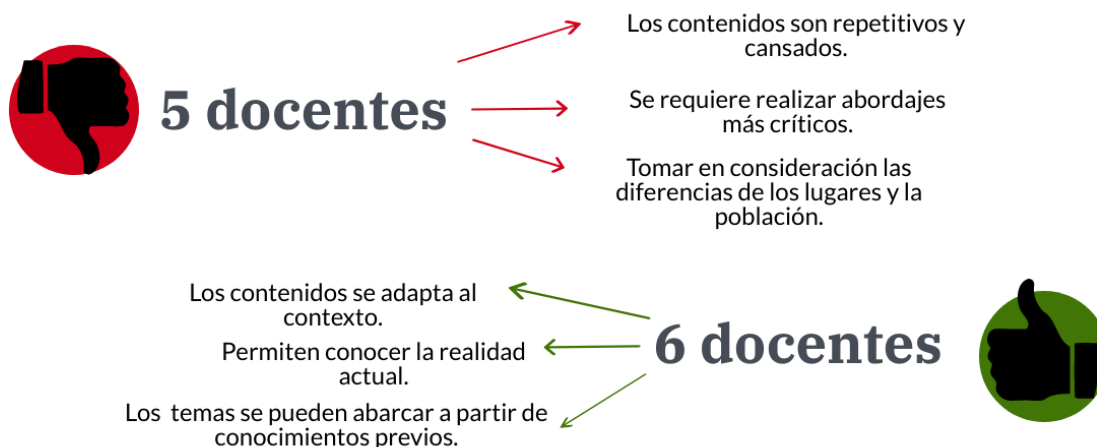 5 docentes
Los contenidos son repetitivos y
cansados.
Se requiere realizar abordajes
más críticos.
Tomar en consideración las
diferencias de los lugares y la
población.
Los contenidos se adapta al
contexto.
Permiten conocer la realidad
actual.
Los temas se pueden abarcar a partir de
conocimientos previos.
6 docentes